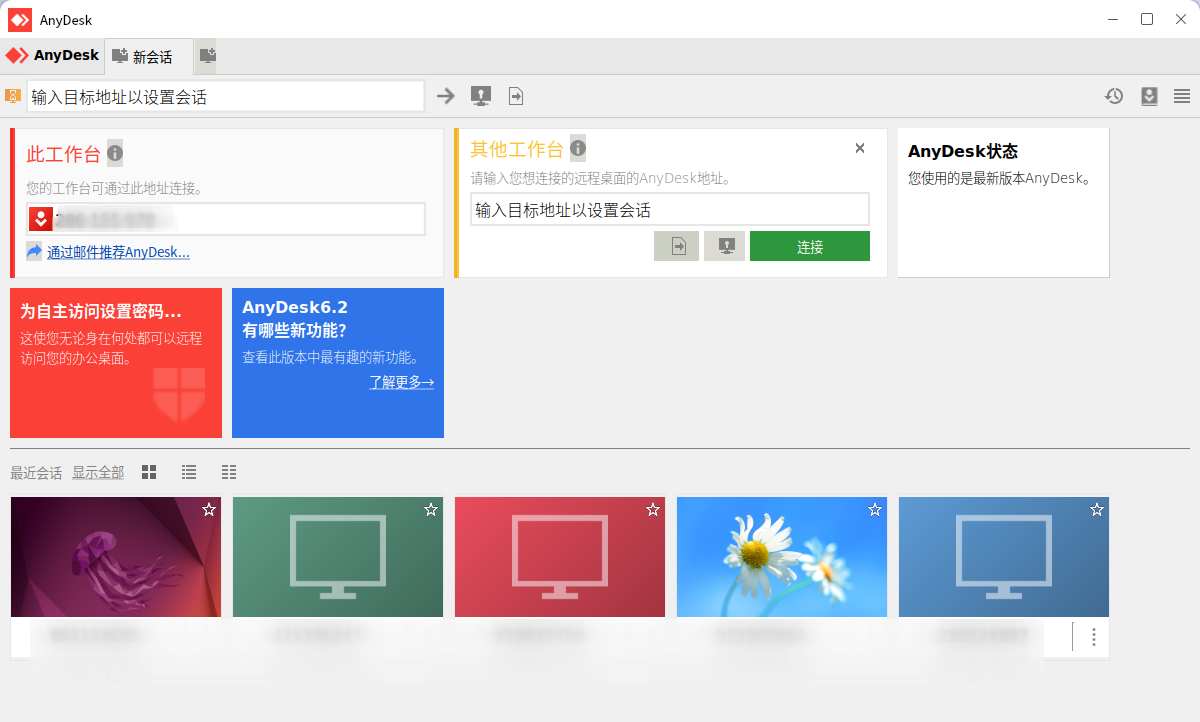 AnyDesk
AnyDesk 新会话
输入目标地址以设置会话
此工作台
您的工作台可通过此地址连接。
通过邮件推荐AnyDesk...
其他工作台
请输入您想连接的远程桌面的AnyDesk地址。
输入目标地址以设置会话
连接
AnyDesk状态
您使用的是最新版本AnyDesk。
为自主访问设置密码...
这使您无论身在何处都可以远程
访问您的办公桌面。
AnyDesk6.2
有哪些新功能?
查看此版本中最有趣的新功能。
了解更多→
最近会话 显示全部